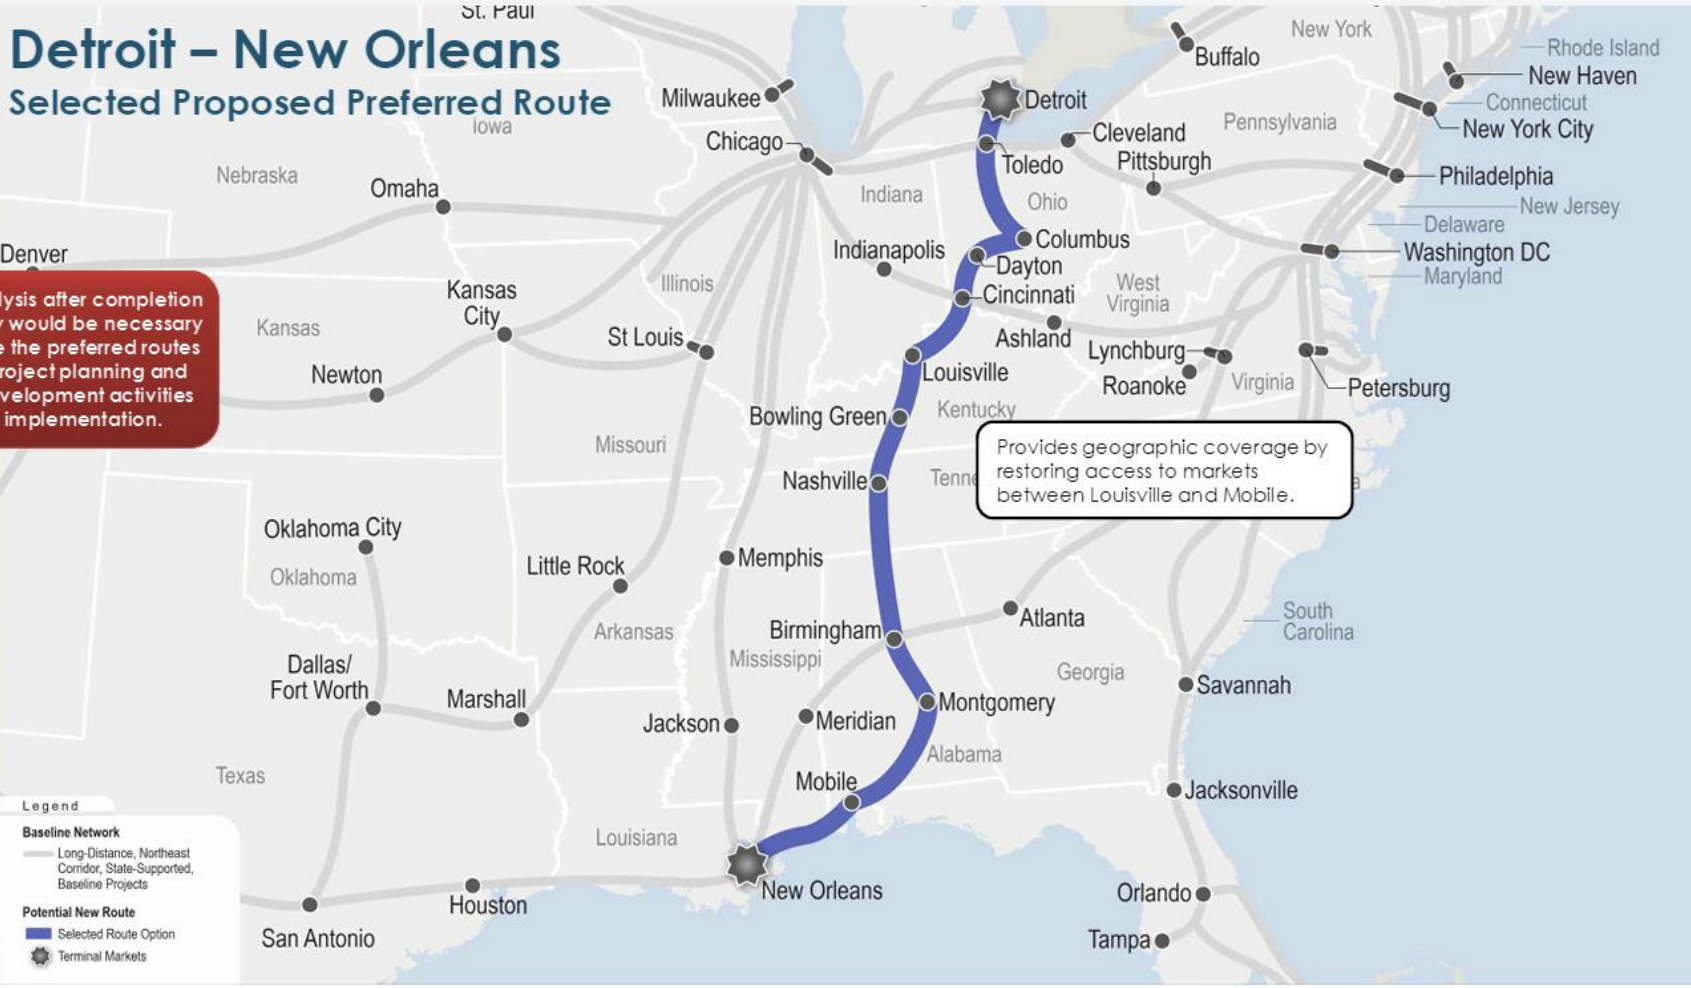 St. Paul
Detroit – New Orleans
Selected Proposed Preferred Route
New York
Buffalo
Rhode Island
New Haven
Connecticut
New York City
Milwaukee
Detroit
Iowa
Chicago
Cleveland
Pennsylvania
Pittsburgh
Toledo
Nebraska
Omaha
Indiana
Ohio
Philadelphia
New Jersey
Delaware
Washington DC
Maryland
Denver
Indianapolis
Columbus
Dayton
Cincinnati
West
Virginia
Kansas
City
Illinois
lysis after completion
y would be necessary
e the preferred routes
roject planning and
velopment activities
implementation.
Kansas
St Louis
Ashland
Lynchburg
Roanoke
Virginia
Petersburg
Newton
Louisville
Bowling Green
Kentucky
Missouri
Provides geographic coverage by
restoring access to markets
between Louisville and Mobile.
Nashville
Tenne
a
Oklahoma City
Oklahoma
Little Rock
Memphis
Arkansas
Birmingham
Mississippi
Atlanta
South
Carolina
Georgia
Dallas/
Fort Worth
Marshall
Jackson
Meridian
Montgomery
Savannah
Alabama
Texas
Mobile
Jacksonville
Louisiana
New Orleans
Houston
San Antonio
Orlando
Tampa
Legend
Baseline Network
Long-Distance, Northeast
Corridor, State-Supported,
Baseline Projects
Potential New Route
Selected Route Option
Terminal Markets